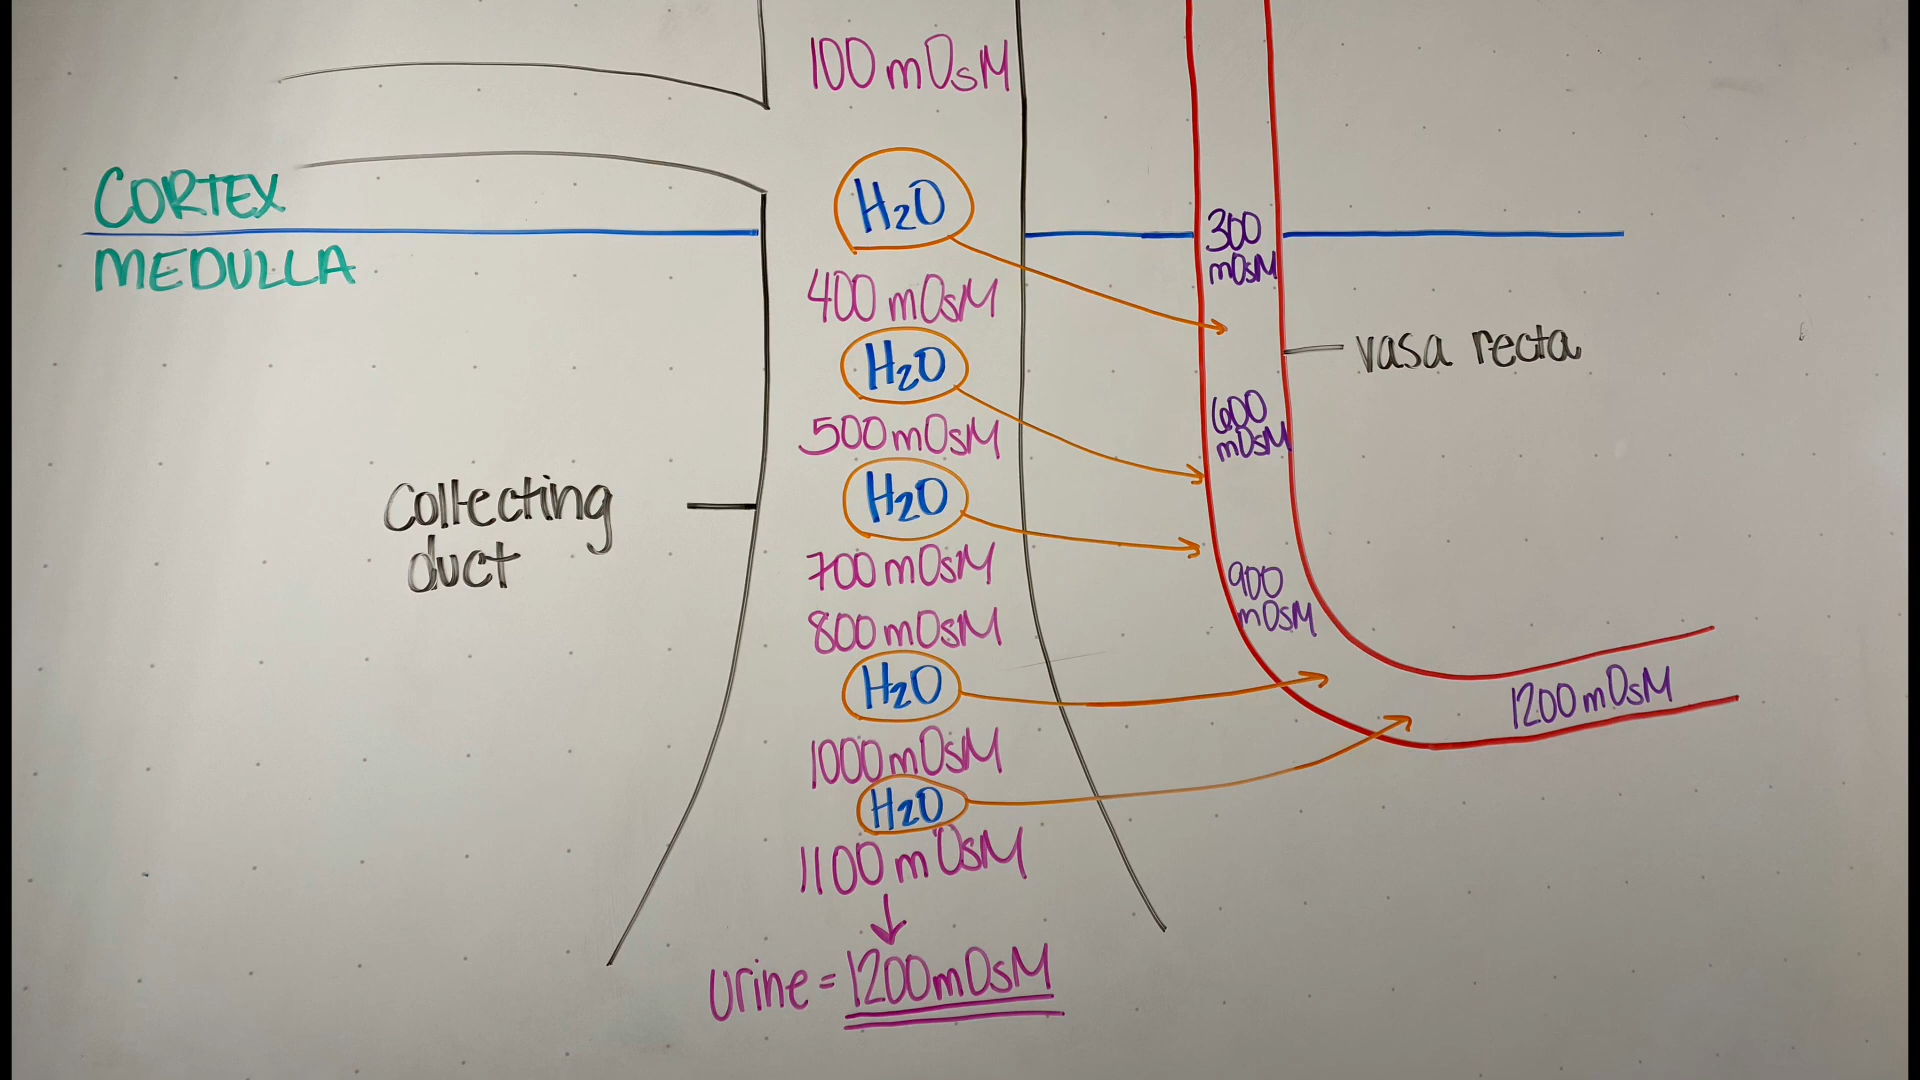 100 mOsM
CORTEX
H2O
300
mOsM
MEDULLA
400 mOsM
vasa recta
H2O
600
mOsM
500 mOsM
Collecting
duct
H2O
700 mOsM
900
mOsM
800 mOsM
H2O
1200 mOsM
1000 mOsM
H2O
1100 mOsM
urine = 1200 mOsM